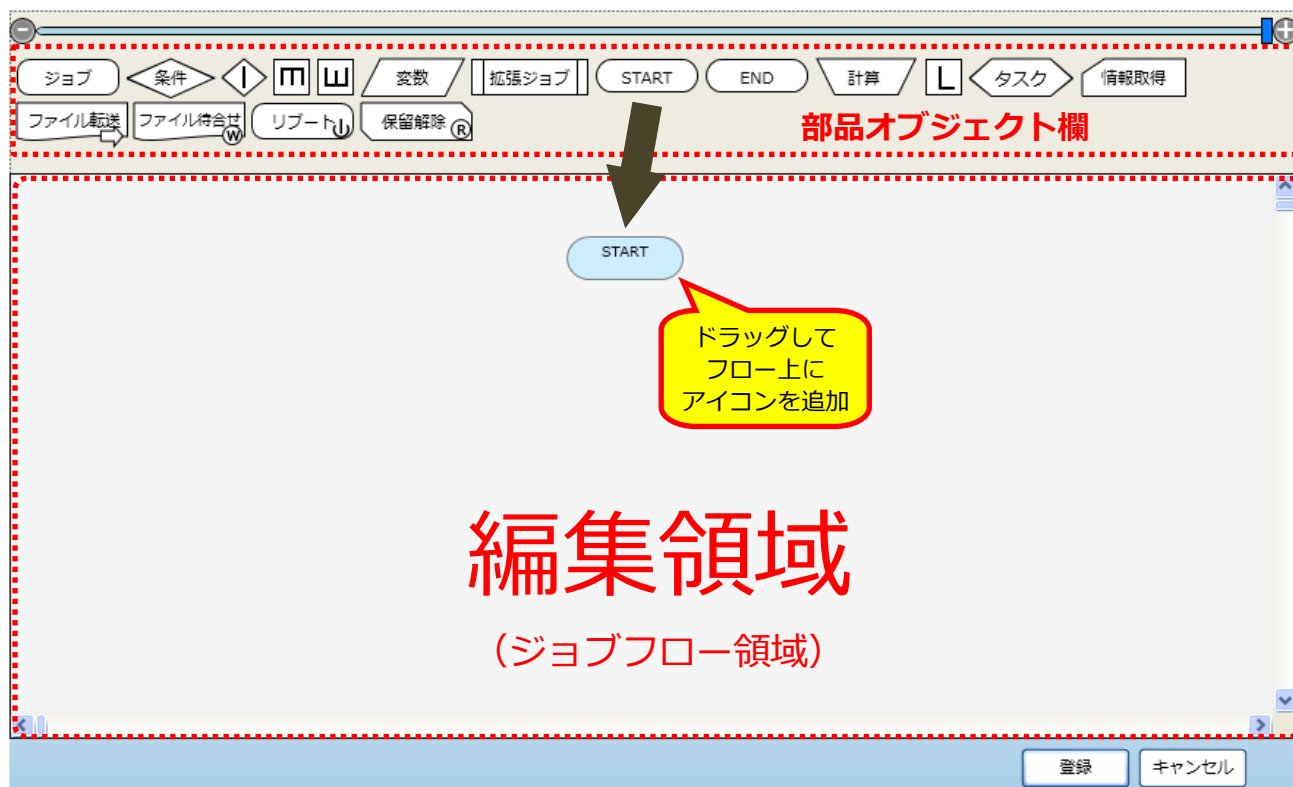 ジョブ 条件 変数 拡張ジョブ START END 計算 L タスク 情報取得
ファイル転送 ファイル待合せ W リブート 保留解除 R
部品オブジェクト欄
START
ドラッグして
フロー上に
アイコンを追加
編集領域
（ジョブフロー領域）
登録 キャンセル